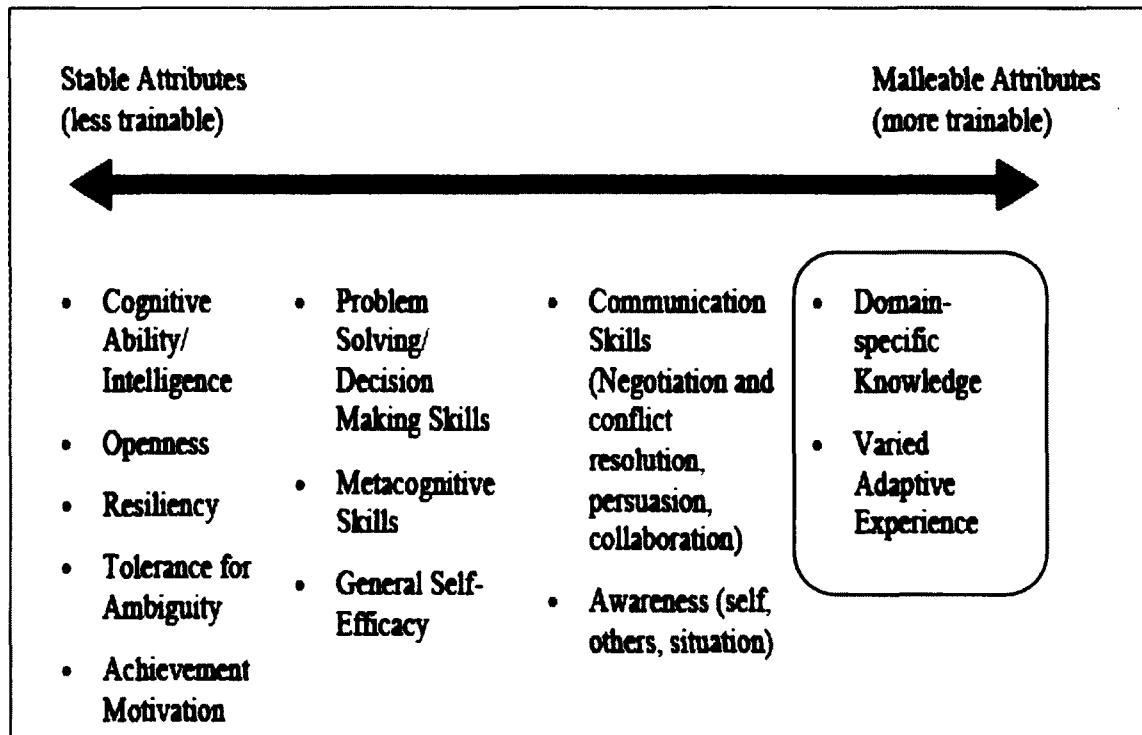 Stable Attributes
(less trainable)
Malleable Attributes
(more trainable)
• Cognitive
Ability/
Intelligence
• Openness
• Resiliency
• Tolerance for
Ambiguity
• Achievement
Motivation
• Problem
Solving/
Decision
Making Skills
• Metacognitive
Skills
• General Self-
Efficacy
• Communication
Skills
(Negotiation and
conflict
resolution,
persuasion,
collaboration)
• Awareness (self,
others, situation)
• Domain-
specific
Knowledge
• Varied
Adaptive
Experience